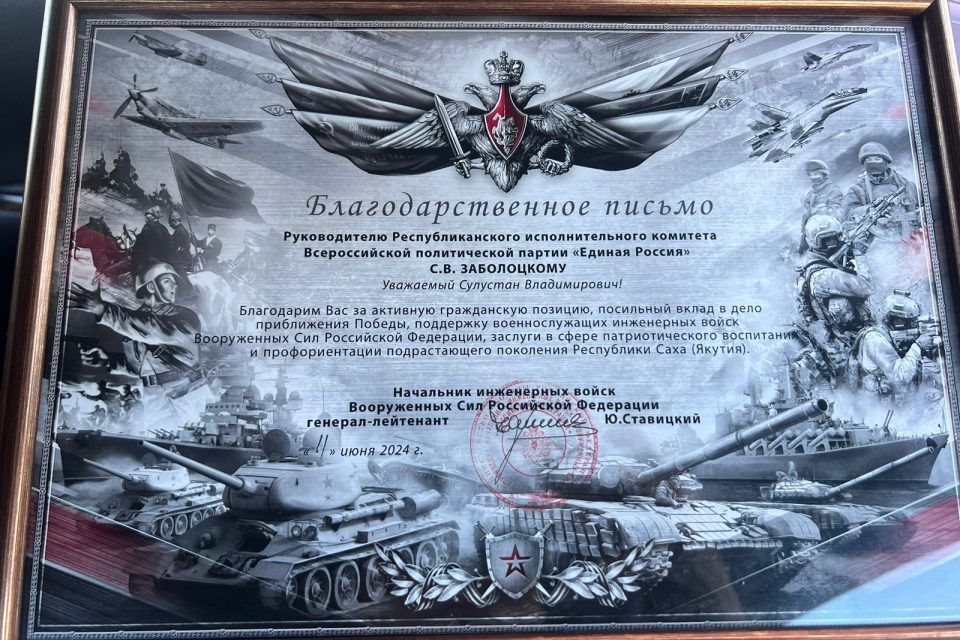 Благодарственное письмо
Руководителю Республиканского исполнительного комитета
Всероссийской политической партии «Единая Россия»
С.В. ЗАБОЛОЦКОМУ
Уважаемый Сулустан Владимирович!
Благодарим Вас за активную гражданскую позицию, посильный вклад в дело
приближения Победы, поддержку военнослужащих инженерных войск
Вооруженных Сил Российской Федерации, заслуги в сфере патриотического воспитани
и профориентации подрастающего поколения Республики Саха (Якутия).
Начальник инженерных войск
Вооруженных Сил Российской Федерации
генерал-лейтенант Ю.Ставицкий
«11» июня 2024 г.